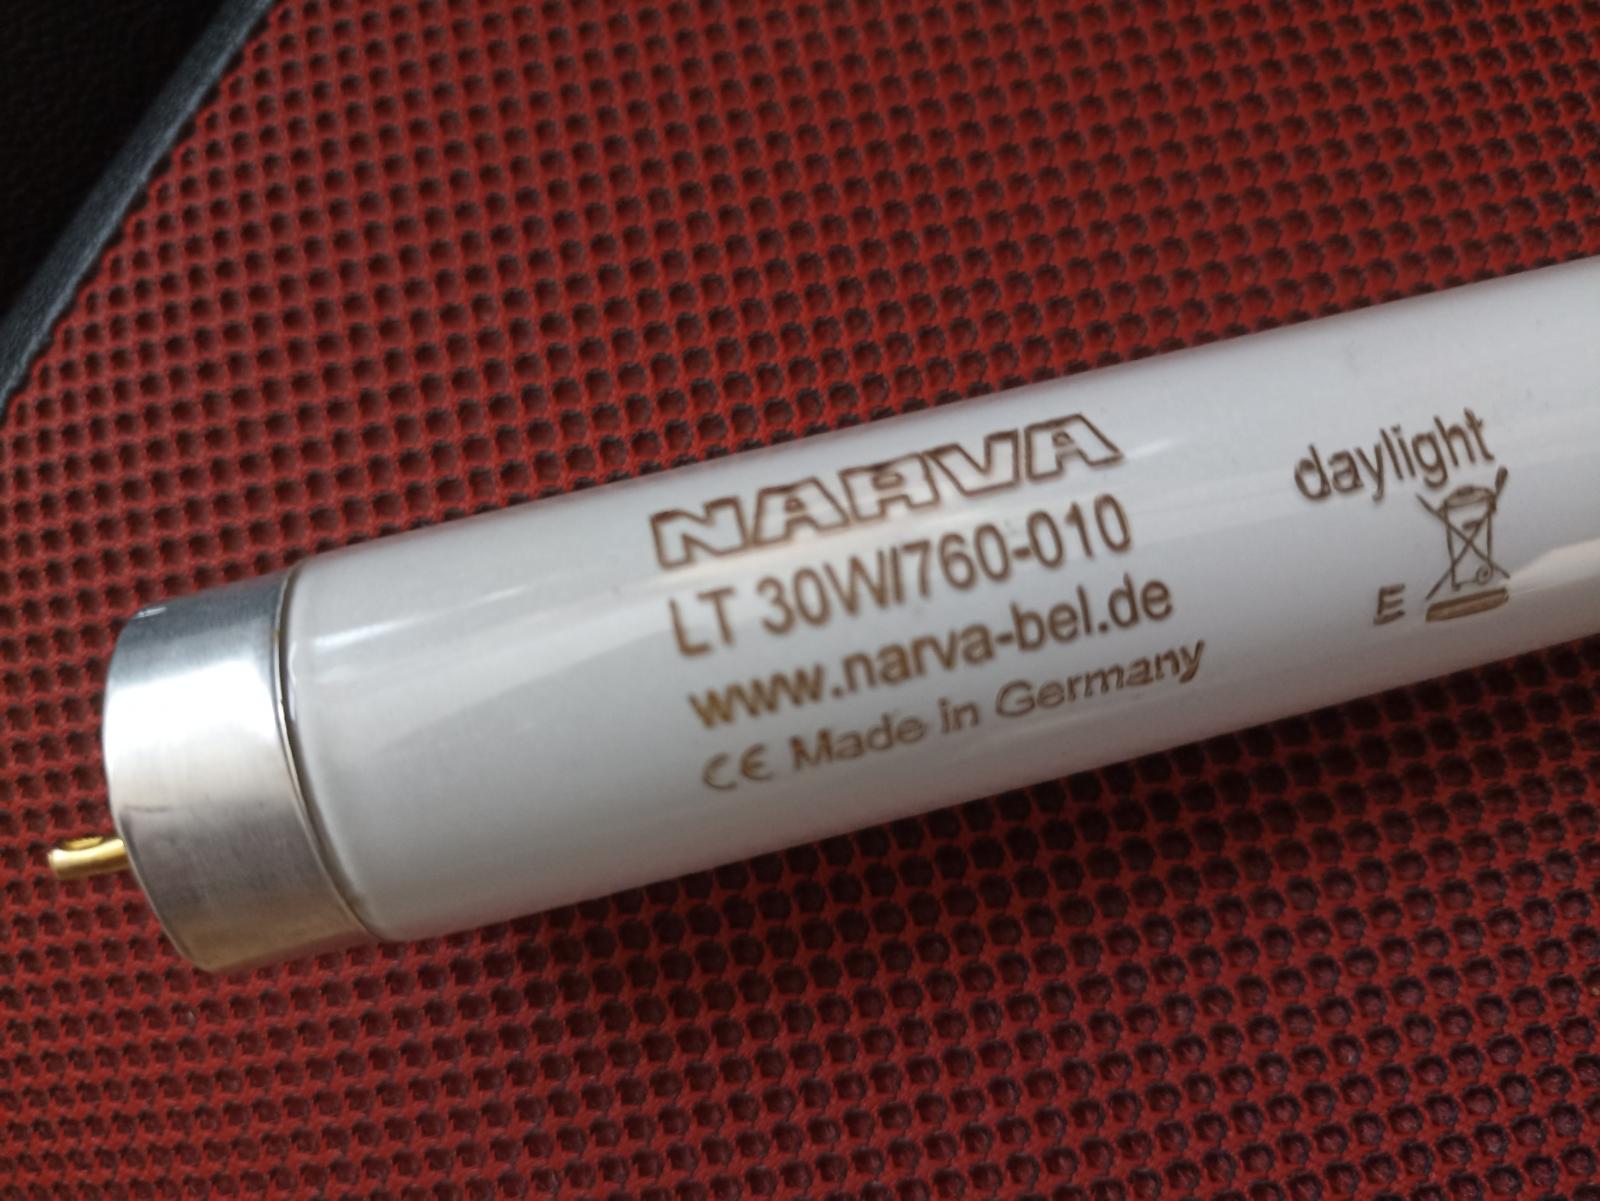 NARVA
LT 30W/760-010
www.narva-bel.de
CE Made in Germany
daylight
E